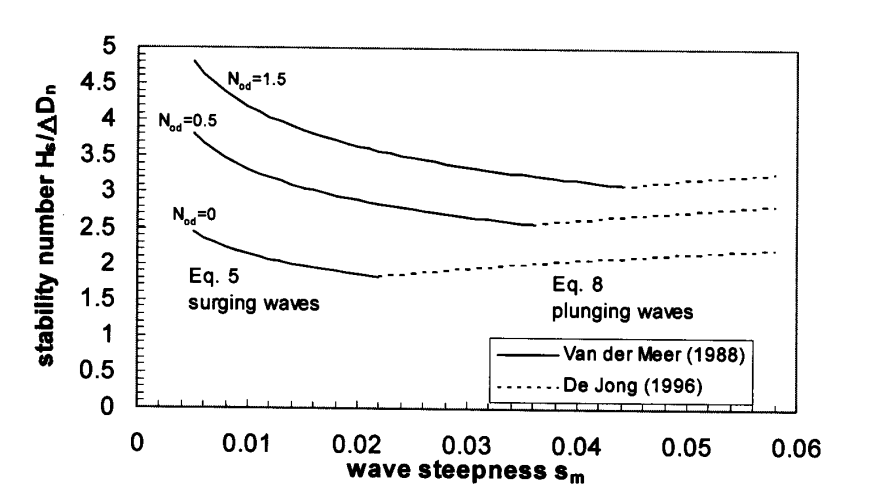 5
4.5
4
3.5
3
2.5
2
1.5
1
0.5
0
stability number Hs/ΔDn
Nod=1.5
Nod=0.5
Nod=0
Eq. 5
surging waves
Eq. 8
plunging waves
Van der Meer (1988)
De Jong (1996)
0 0.01 0.02 0.03 0.04 0.05 0.06
wave steepness sm